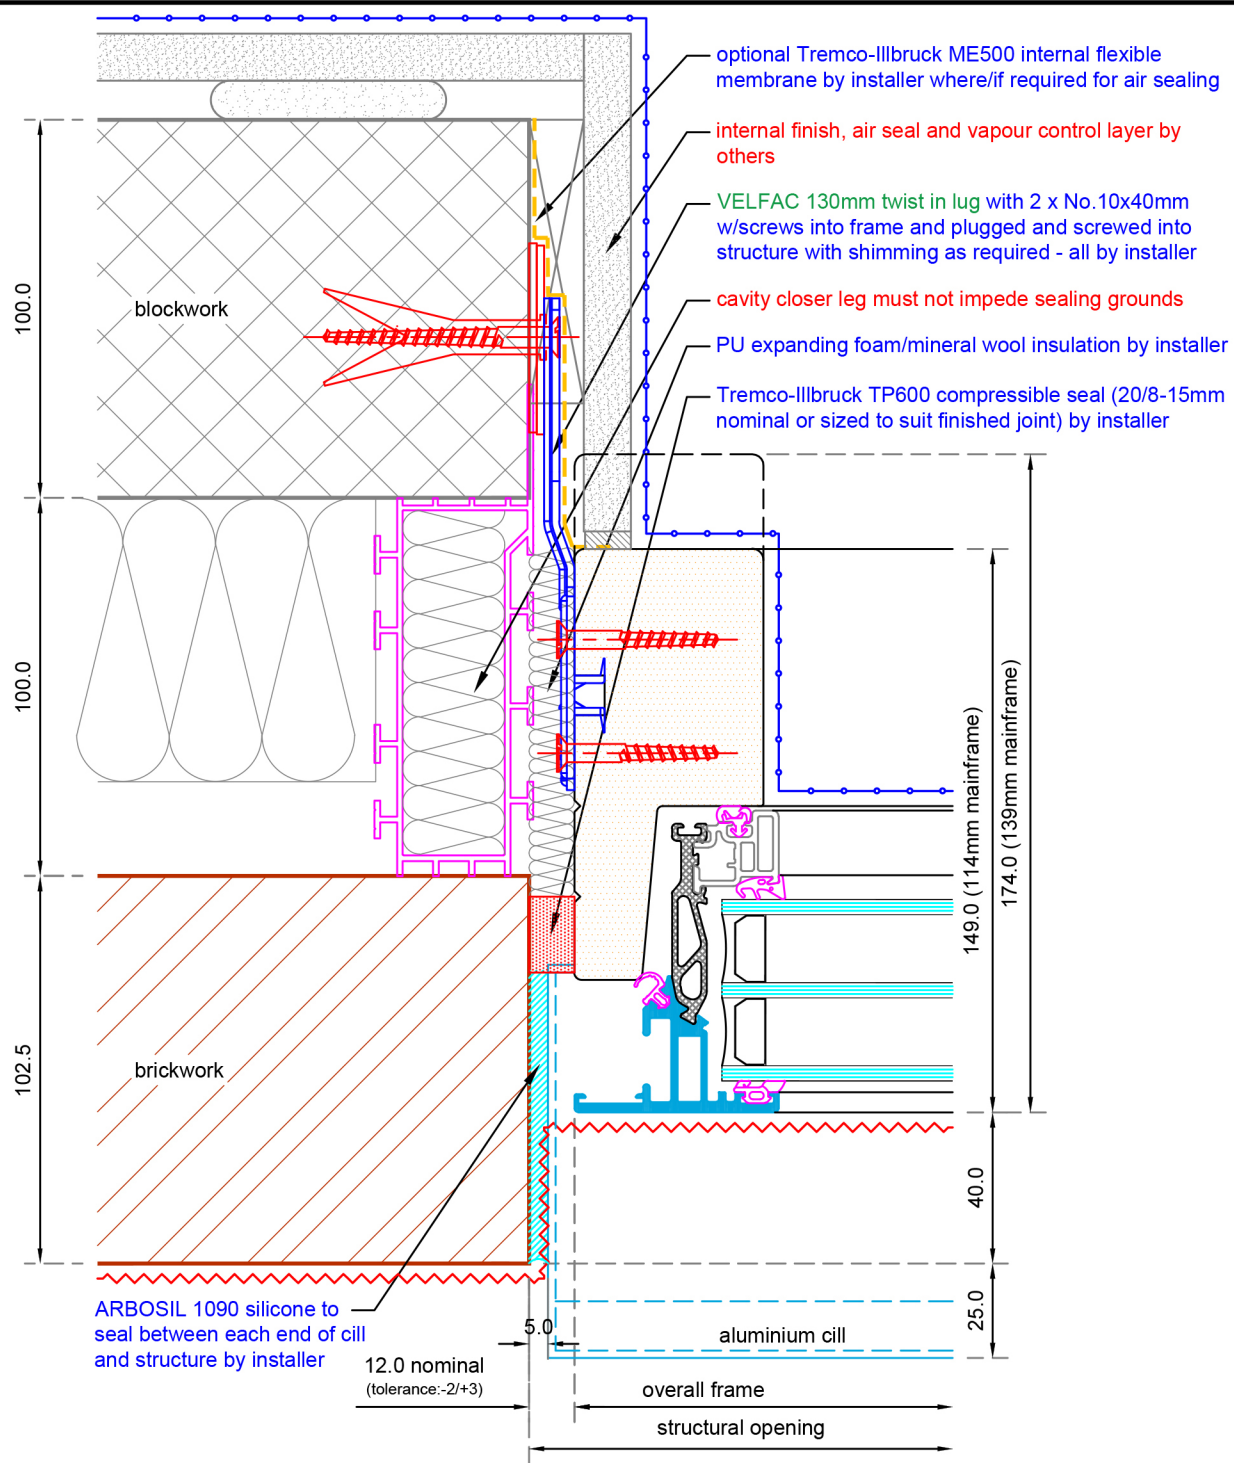 optional Tremco-Illbruck ME500 internal flexible
membrane by installer where/if required for air sealing
internal finish, air seal and vapour control layer by
others
VELFAC 130mm twist in lug with 2 x No.10x40mm
w/screws into frame and plugged and screwed into
structure with shimming as required - all by installer
cavity closer leg must not impede sealing grounds
PU expanding foam/mineral wool insulation by installer
Tremco-Illbruck TP600 compressible seal (20/8-15mm
nominal or sized to suit finished joint) by installer
100.0
blockwork
100.0
149.0 (114mm mainframe)
174.0 (139mm mainframe)
102.5
brickwork
40.0
25.0
ARBOSIL 1090 silicone to
seal between each end of cill
and structure by installer
5.0
aluminium cill
12.0 nominal
(tolerance:-2/+3)
overall frame
structural opening